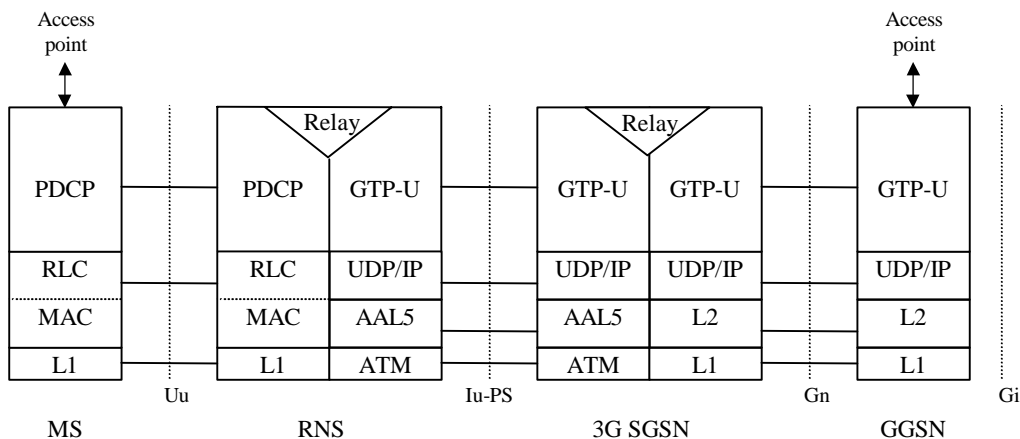 Access
point
Access
point
Relay
Relay
PDCP
PDCP
GTP-U
GTP-U
GTP-U
GTP-U
RLC
RLC
UDP/IP
UDP/IP
UDP/IP
UDP/IP
MAC
MAC
AAL5
AAL5
L2
L2
L1
L1
ATM
ATM
L1
L1
Uu
Iu-PS
Gn
Gi
MS
RNS
3G SGSN
GGSN